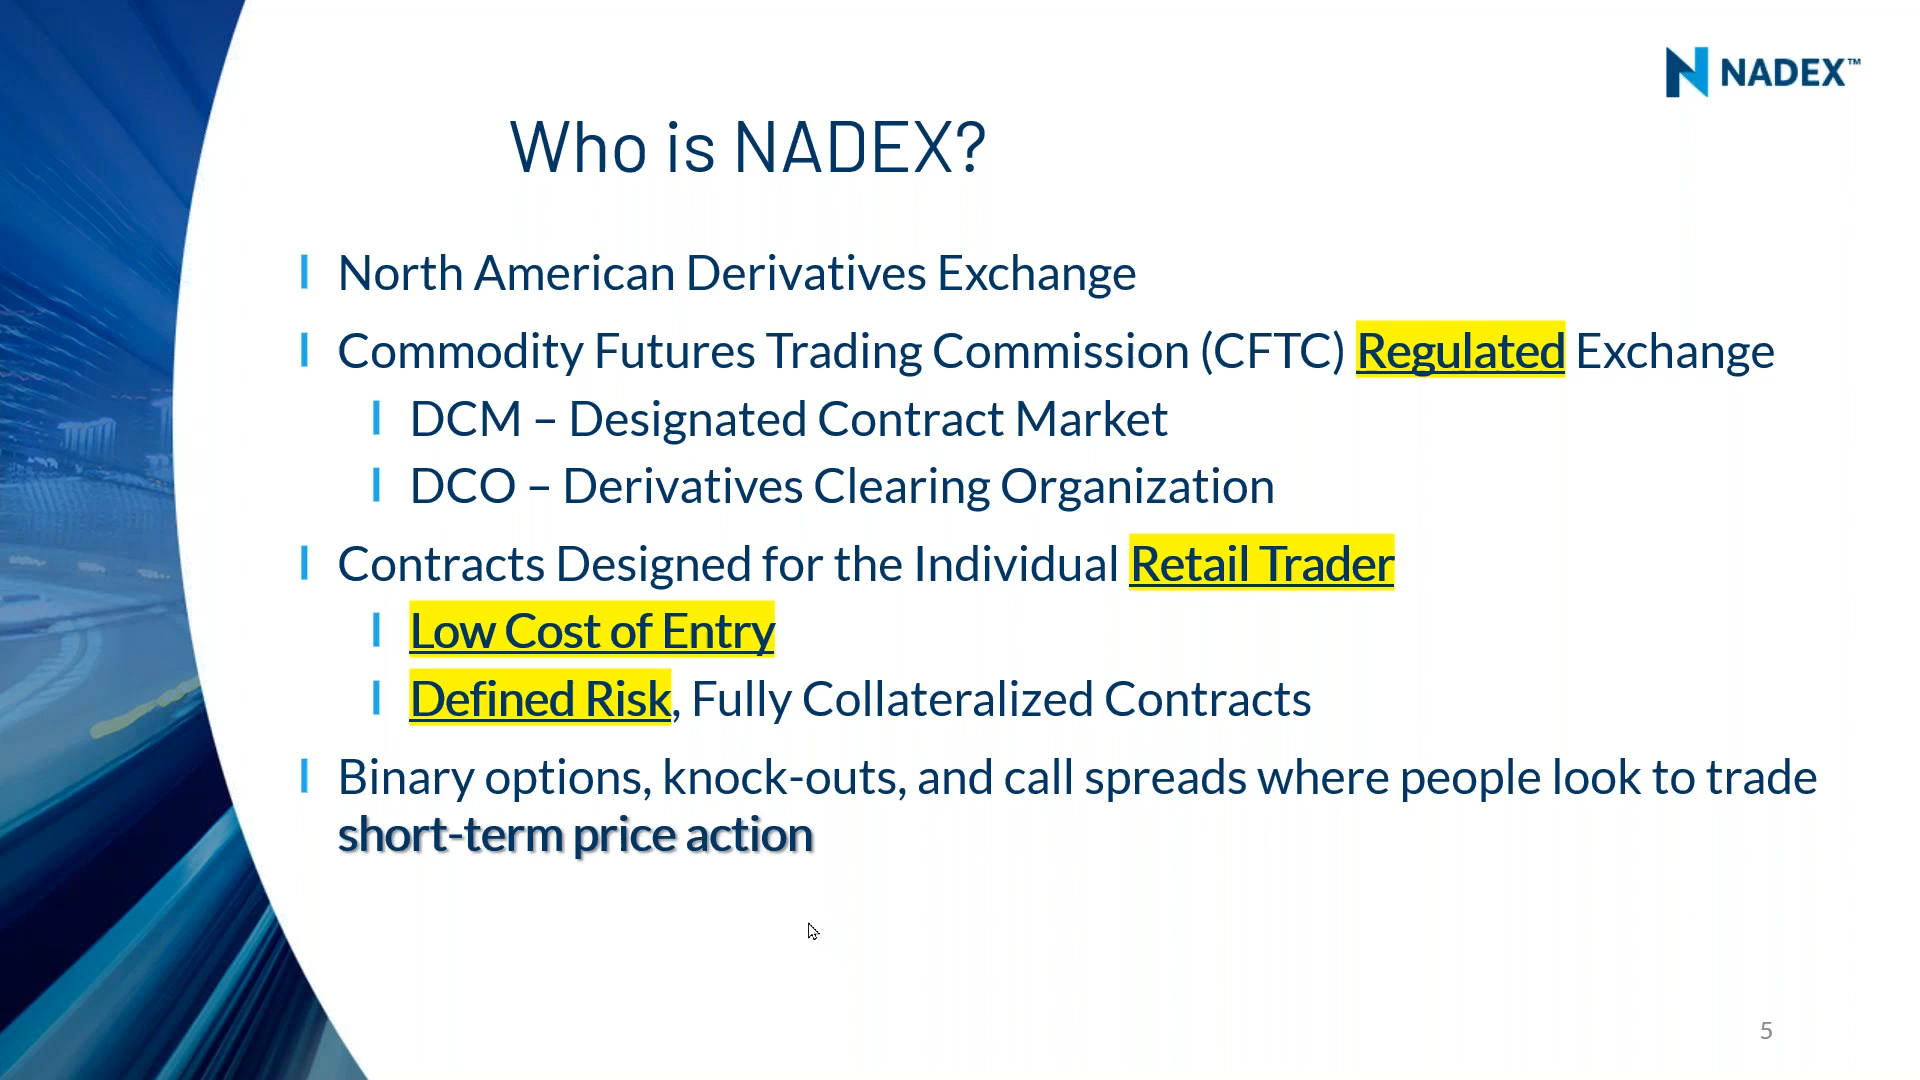 NADEX™
Who is NADEX?
North American Derivatives Exchange
Commodity Futures Trading Commission (CFTC) Regulated Exchange
DCM – Designated Contract Market
DCO – Derivatives Clearing Organization
Contracts Designed for the Individual Retail Trader
Low Cost of Entry
Defined Risk, Fully Collateralized Contracts
Binary options, knock-outs, and call spreads where people look to trade
short-term price action
5